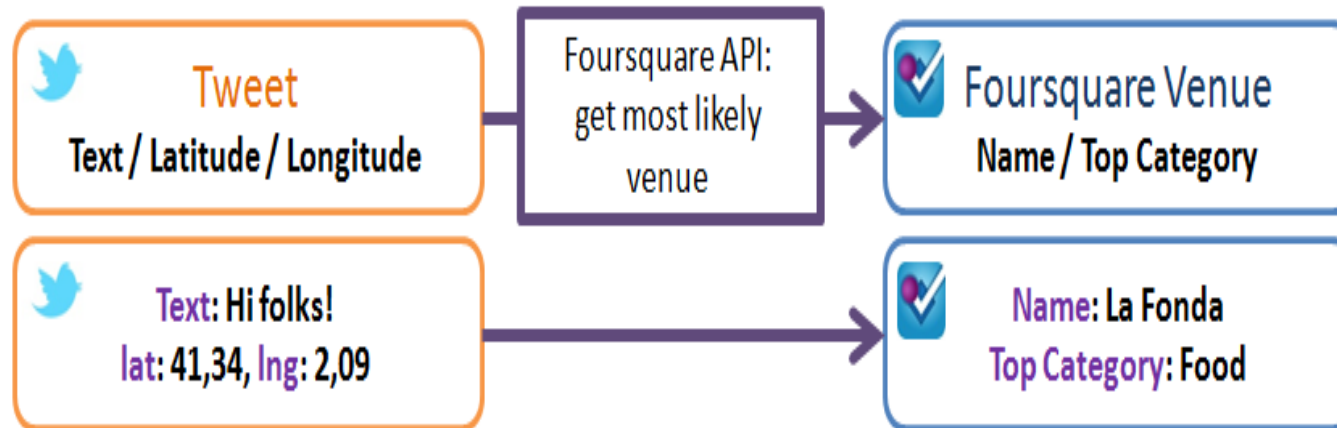 Tweet
Text / Latitude / Longitude
Foursquare API:
get most likely
venue
Foursquare Venue
Name / Top Category
Text: Hi folks!
lat: 41,34, lng: 2,09
Name: La Fonda
Top Category: Food